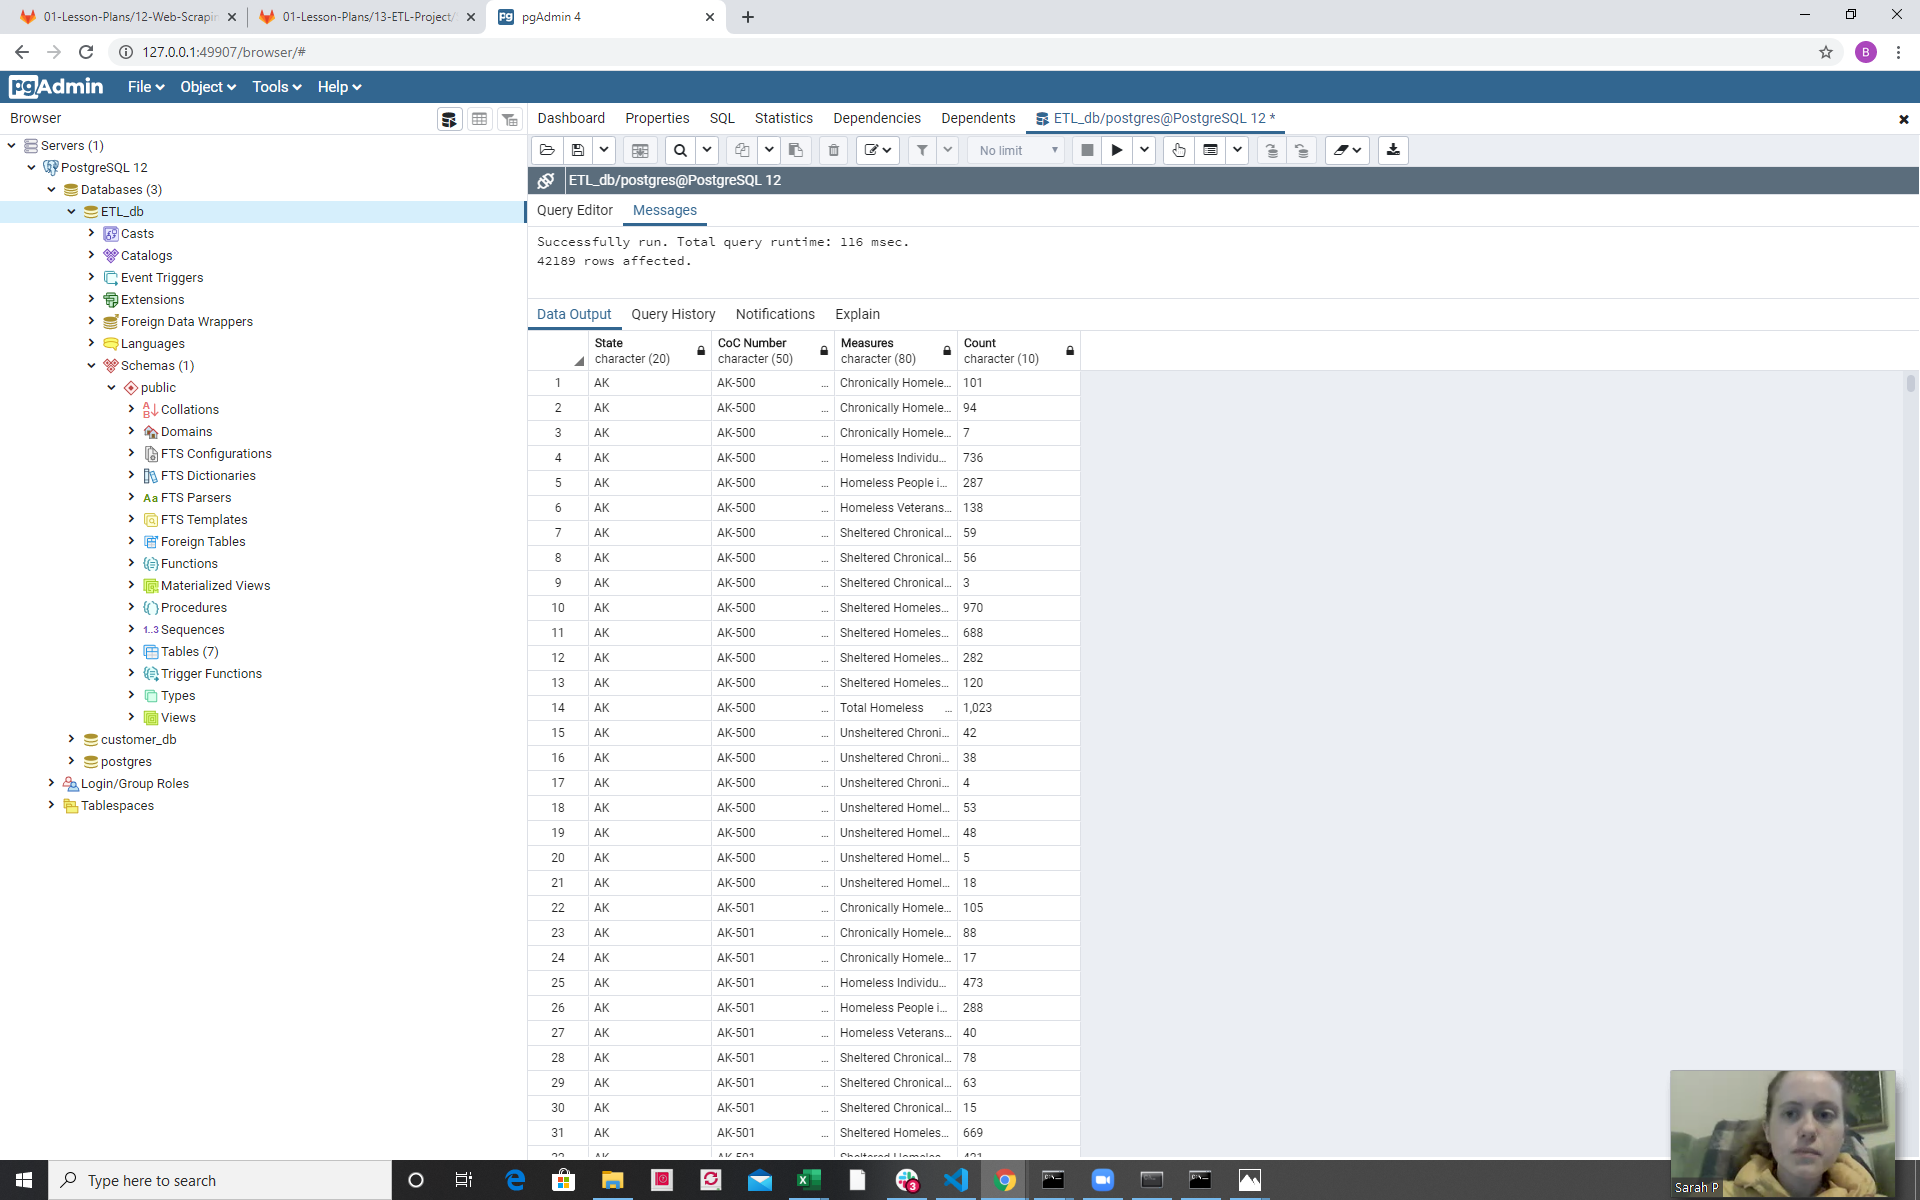 01-Lesson-Plans/12-Web-Scrapin
01-Lesson-Plans/13-ETL-Project/
pgAdmin 4
127.0.0.1:49907/browser/#
B
pgAdmin File Object Tools Help
Browser
Dashboard Properties SQL Statistics Dependencies Dependents ETL_db/postgres@PostgreSQL 12 *
No limit
ETL_db/postgres@PostgreSQL 12
Query Editor Messages
Successfully run. Total query runtime: 116 msec.
42189 rows affected.
Data Output Query History Notifications Explain
Servers (1)
PostgreSQL 12
Databases (3)
ETL_db
Casts
Catalogs
Event Triggers
Extensions
Foreign Data Wrappers
Languages
Schemas (1)
public
Collations
Domains
FTS Configurations
FTS Dictionaries
FTS Parsers
FTS Templates
Foreign Tables
Functions
Materialized Views
Procedures
1..3 Sequences
Tables (7)
Trigger Functions
Types
Views
customer_db
postgres
Login/Group Roles
Tablespaces
State CoC Number Measures Count
character (20) character (50) character (80) character (10)
1 AK AK-500 ... Chronically Homele... 101
2 AK AK-500 ... Chronically Homele... 94
3 AK AK-500 ... Chronically Homele... 7
4 AK AK-500 ... Homeless Individu... 736
5 AK AK-500 ... Homeless People i... 287
6 AK AK-500 ... Homeless Veterans... 138
7 AK AK-500 ... Sheltered Chronical... 59
8 AK AK-500 ... Sheltered Chronical... 56
9 AK AK-500 ... Sheltered Chronical... 3
10 AK AK-500 ... Sheltered Homeles... 970
11 AK AK-500 ... Sheltered Homeles... 688
12 AK AK-500 ... Sheltered Homeles... 282
13 AK AK-500 ... Sheltered Homeles... 120
14 AK AK-500 ... Total Homeless ... 1,023
15 AK AK-500 ... Unsheltered Chroni... 42
16 AK AK-500 ... Unsheltered Chroni... 38
17 AK AK-500 ... Unsheltered Chroni... 4
18 AK AK-500 ... Unsheltered Homel... 53
19 AK AK-500 ... Unsheltered Homel... 48
20 AK AK-500 ... Unsheltered Homel... 5
21 AK AK-500 ... Unsheltered Homel... 18
22 AK AK-501 ... Chronically Homele... 105
23 AK AK-501 ... Chronically Homele... 88
24 AK AK-501 ... Chronically Homele... 17
25 AK AK-501 ... Homeless Individu... 473
26 AK AK-501 ... Homeless People i... 288
27 AK AK-501 ... Homeless Veterans... 40
28 AK AK-501 ... Sheltered Chronical... 78
29 AK AK-501 ... Sheltered Chronical... 63
30 AK AK-501 ... Sheltered Chronical... 15
31 AK AK-501 ... Sheltered Homeles... 669
Sarah P
Type here to search
3